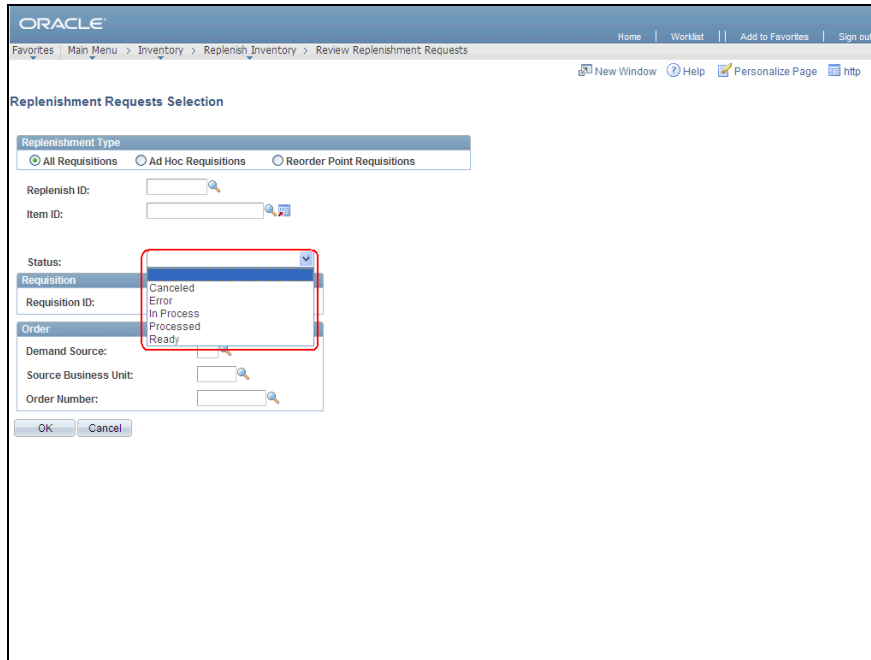 ORACLE
Home | Worklist || Add to Favorites | Sign out
Favorites | Main Menu > Inventory > Replenish Inventory > Review Replenishment Requests
New Window Help Personalize Page http
Replenishment Requests Selection
Replenishment Type
All Requisitions Ad Hoc Requisitions Reorder Point Requisitions
Replenish ID:
Item ID:
Status:
Canceled
Error
In Process
Processed
Ready
Requisition
Requisition ID:
Order
Demand Source:
Source Business Unit:
Order Number:
OK Cancel